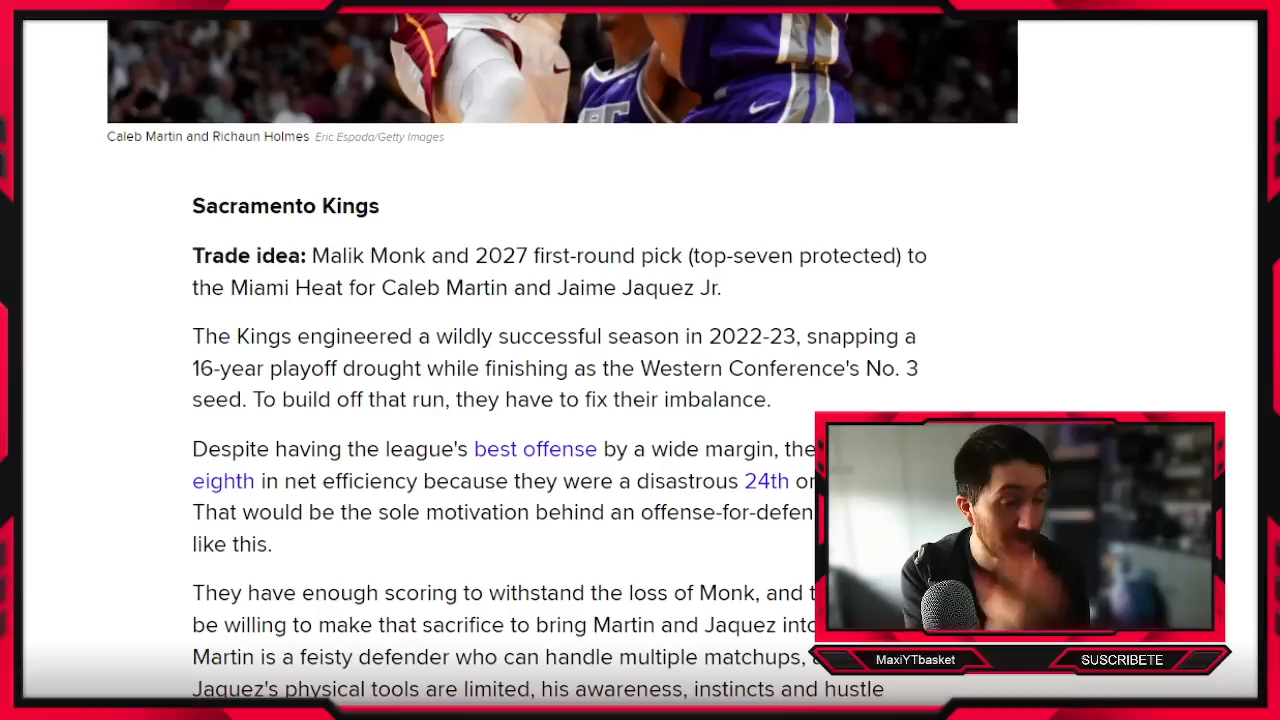 Caleb Martin and Richaun Holmes Eric Espada/Getty Images
Sacramento Kings
Trade idea: Malik Monk and 2027 first-round pick (top-seven protected) to
the Miami Heat for Caleb Martin and Jaime Jaquez Jr.
The Kings engineered a wildly successful season in 2022-23, snapping a
16-year playoff drought while finishing as the Western Conference's No. 3
seed. To build off that run, they have to fix their imbalance.
Despite having the league's best offense by a wide margin, the
eighth in net efficiency because they were a disastrous 24th
That would be the sole motivation behind an offense-for-defen
like this.
They have enough scoring to withstand the loss of Monk, and
be willing to make that sacrifice to bring Martin and Jaquez
Martin is a feisty defender who can handle multiple matchups,
Jaquez's physical tools are limited, his awareness, instincts and hustle
MaxiYTbasket
SUSCRIBETE